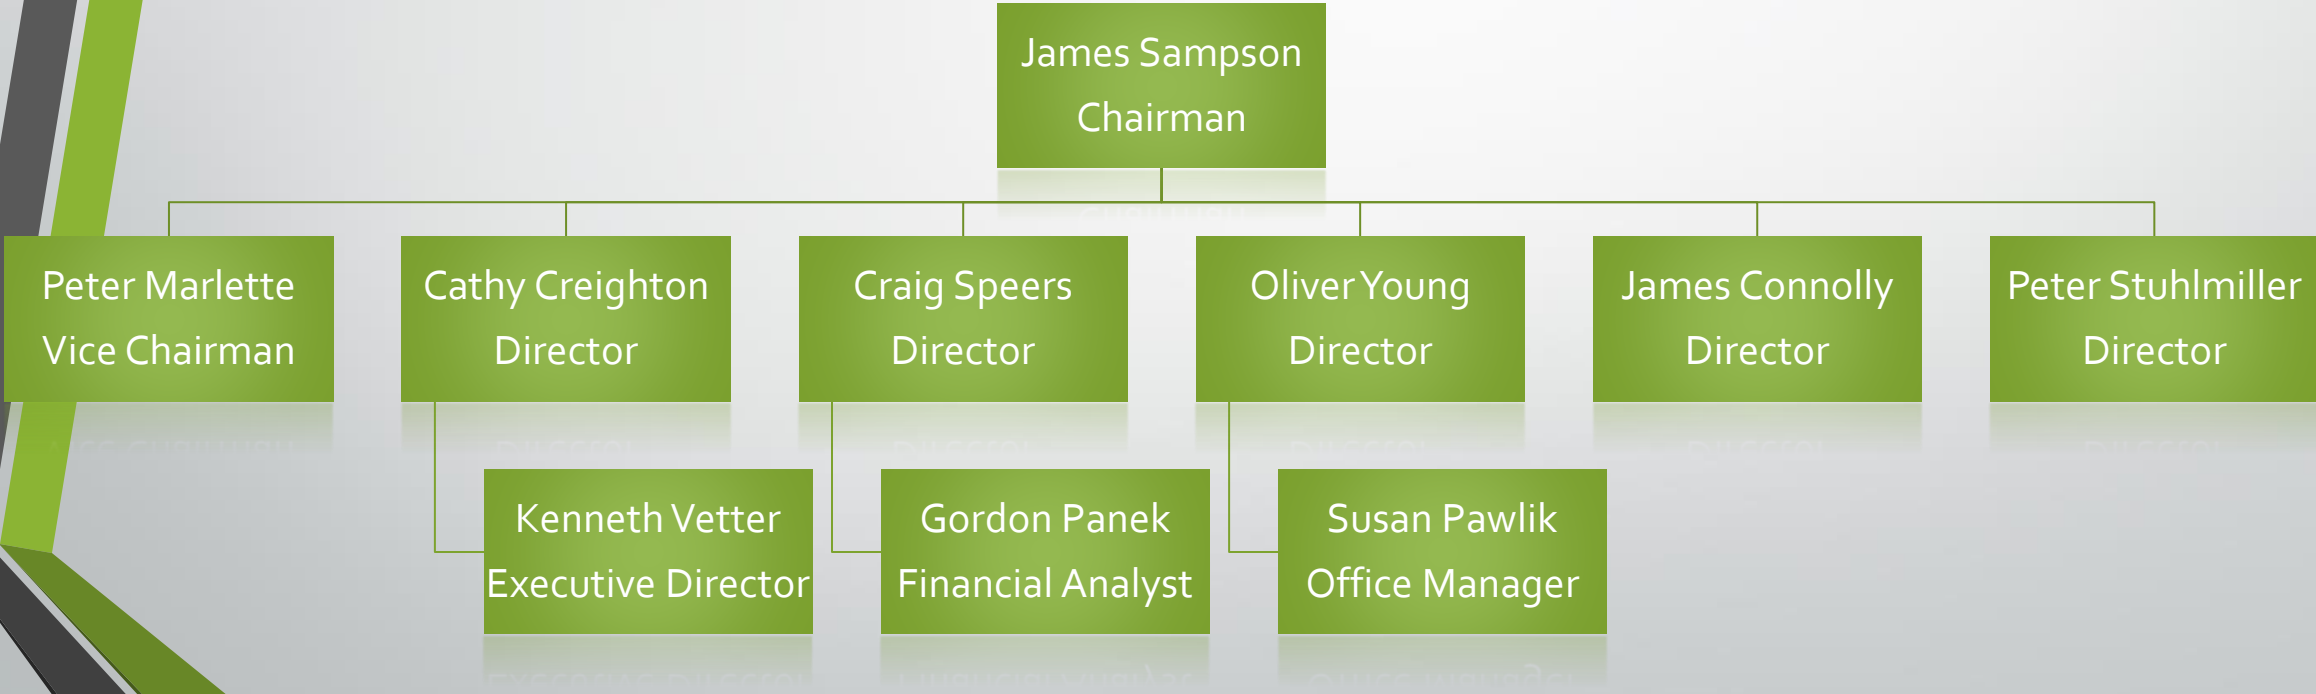 James Sampson
Chairman
Peter Marlette
Vice Chairman
Cathy Creighton
Director
Craig Speers
Director
Oliver Young
Director
James Connolly
Director
Peter Stuhlmiller
Director
Kenneth Vetter
Executive Director
Gordon Panek
Financial Analyst
Susan Pawlik
Office Manager